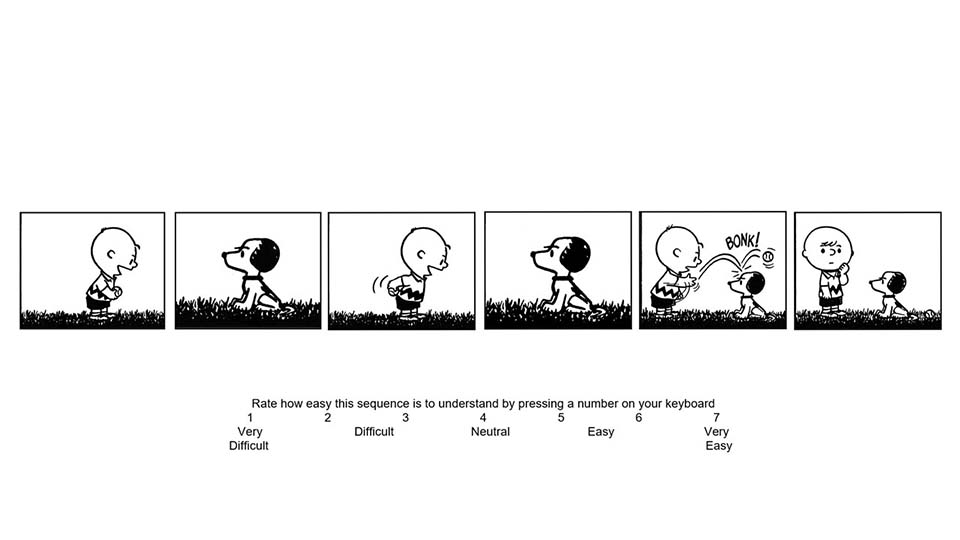 BONK!
Rate how easy this sequence is to understand by pressing a number on your keyboard
1 2 3 4 5 6 7
Very Difficult Neutral Easy Very
Difficult Easy